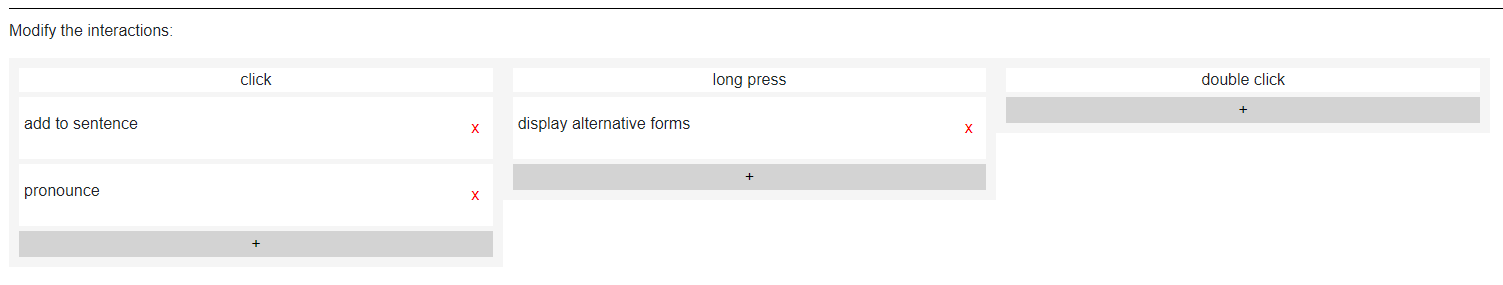 Modify the interactions:
click
add to sentence
x
pronounce
x
+
long press
display alternative forms
x
+
double click
+